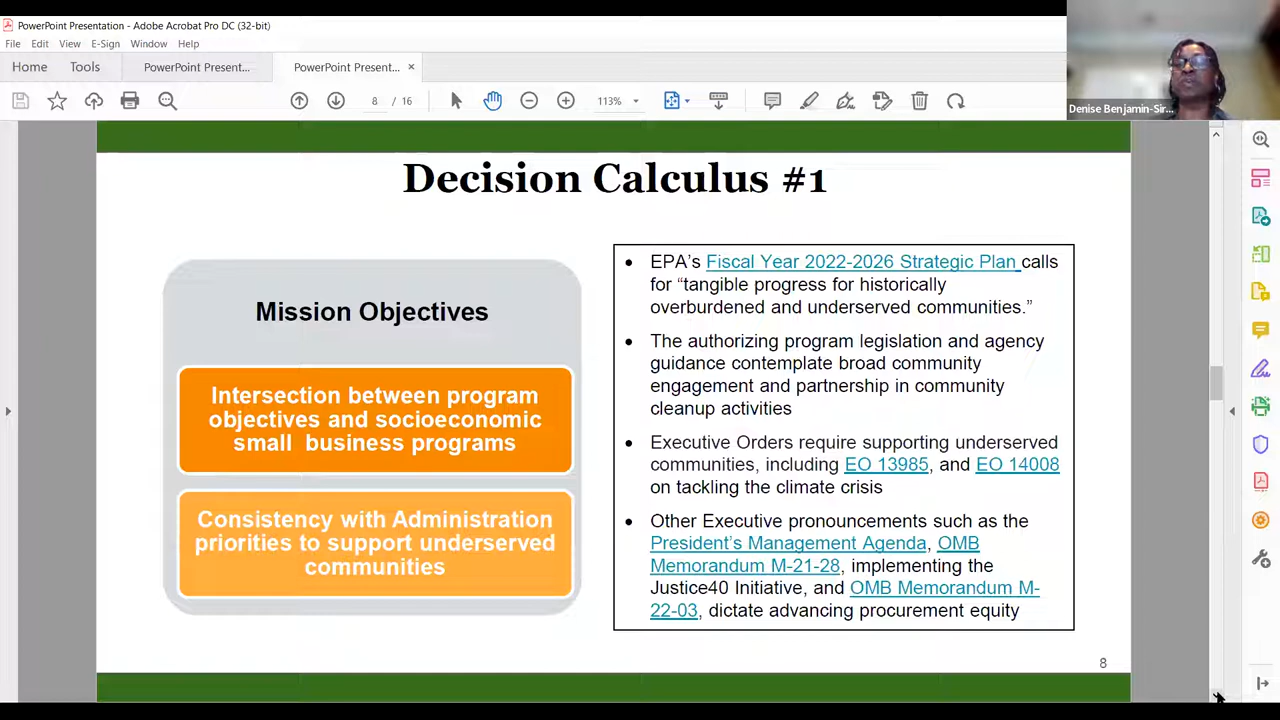 PowerPoint Presentation - Adobe Acrobat Pro DC (32-bit)
File Edit View E-Sign Window Help
Home Tools PowerPoint Present... PowerPoint Present... ×
8 / 16 113%
Denise Benjamin-Sir...
Decision Calculus #1
Mission Objectives
Intersection between program
objectives and socioeconomic
small business programs
Consistency with Administration
priorities to support underserved
communities
• EPA's Fiscal Year 2022-2026 Strategic Plan calls
for “tangible progress for historically
overburdened and underserved communities.”
• The authorizing program legislation and agency
guidance contemplate broad community
engagement and partnership in community
cleanup activities
• Executive Orders require supporting underserved
communities, including EO 13985, and EO 14008
on tackling the climate crisis
• Other Executive pronouncements such as the
President's Management Agenda, OMB
Memorandum M-21-28, implementing the
Justice40 Initiative, and OMB Memorandum M-
22-03, dictate advancing procurement equity
8